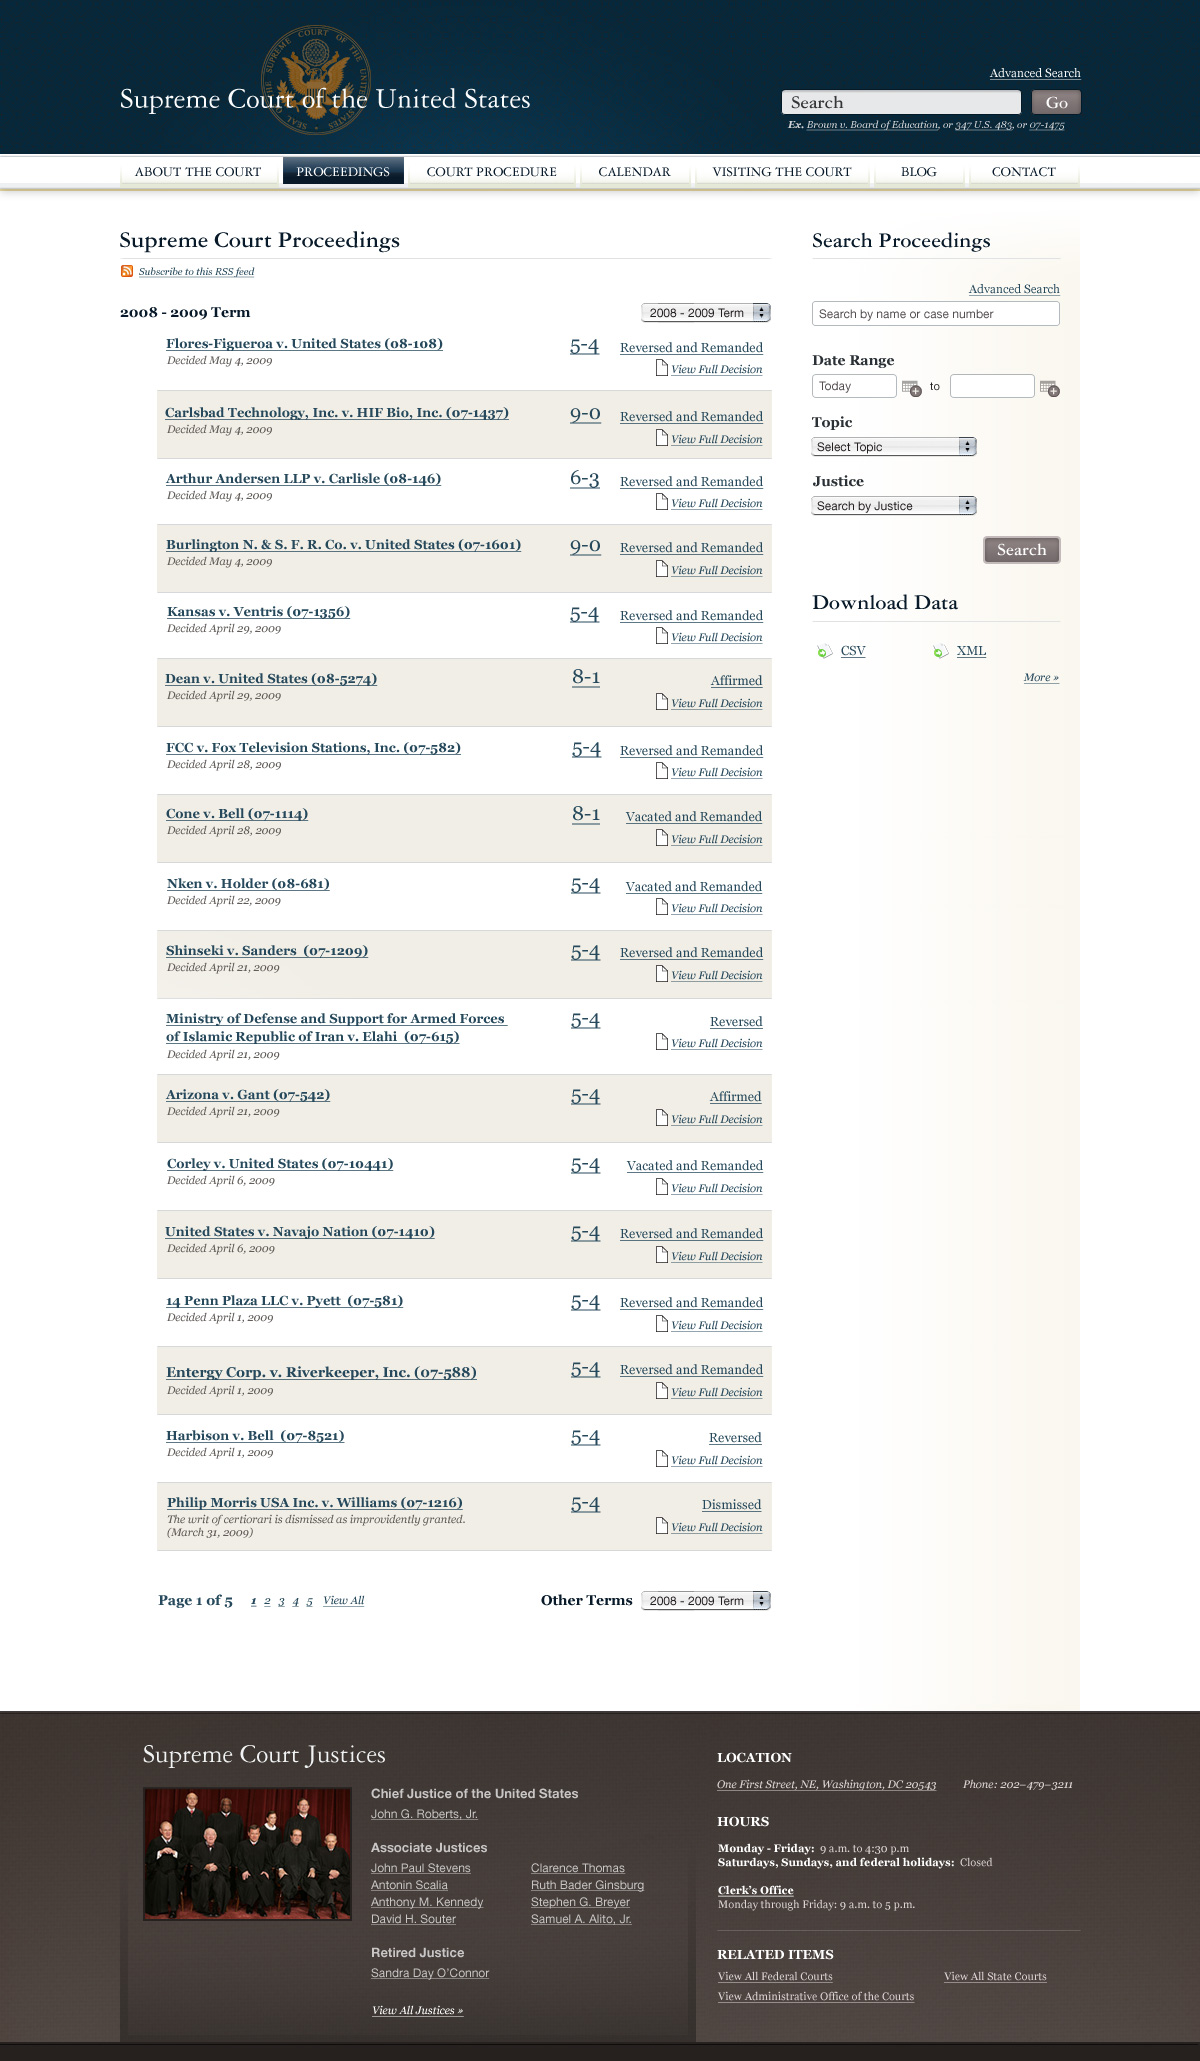 SUPREME COURT OF THE UNITED
SEAL
Supreme Court of the United States
Advanced Search
Search
Go
Ex. Brown v. Board of Education, or 347 U.S. 483, or 07-1475
ABOUT THE COURT
PROCEEDINGS
COURT PROCEDURE
CALENDAR
VISITING THE COURT
BLOG
CONTACT
Supreme Court Proceedings
Subscribe to this RSS feed
2008 - 2009 Term
2008 - 2009 Term
Flores-Figueroa v. United States (08-108)
Decided May 4, 2009
5-4
Reversed and Remanded
View Full Decision
Carlsbad Technology, Inc. v. HIF Bio, Inc. (07-1437)
Decided May 4, 2009
9-0
Reversed and Remanded
View Full Decision
Arthur Andersen LLP v. Carlisle (08-146)
Decided May 4, 2009
6-3
Reversed and Remanded
View Full Decision
Burlington N. & S. F. R. Co. v. United States (07-1601)
Decided May 4, 2009
9-0
Reversed and Remanded
View Full Decision
Kansas v. Ventris (07-1356)
Decided April 29, 2009
5-4
Reversed and Remanded
View Full Decision
Dean v. United States (08-5274)
Decided April 29, 2009
8-1
Affirmed
View Full Decision
FCC v. Fox Television Stations, Inc. (07-582)
Decided April 28, 2009
5-4
Reversed and Remanded
View Full Decision
Cone v. Bell (07-1114)
Decided April 28, 2009
8-1
Vacated and Remanded
View Full Decision
Nken v. Holder (08-681)
Decided April 22, 2009
5-4
Vacated and Remanded
View Full Decision
Shinseki v. Sanders (07-1209)
Decided April 21, 2009
5-4
Reversed and Remanded
View Full Decision
Ministry of Defense and Support for Armed Forces
of Islamic Republic of Iran v. Elahi (07-615)
Decided April 21, 2009
5-4
Reversed
View Full Decision
Arizona v. Gant (07-542)
Decided April 21, 2009
5-4
Affirmed
View Full Decision
Corley v. United States (07-10441)
Decided April 6, 2009
5-4
Vacated and Remanded
View Full Decision
United States v. Navajo Nation (07-1410)
Decided April 6, 2009
5-4
Reversed and Remanded
View Full Decision
14 Penn Plaza LLC v. Pyett (07-581)
Decided April 1, 2009
5-4
Reversed and Remanded
View Full Decision
Entergy Corp. v. Riverkeeper, Inc. (07-588)
Decided April 1, 2009
5-4
Reversed and Remanded
View Full Decision
Harbison v. Bell (07-8521)
Decided April 1, 2009
5-4
Reversed
View Full Decision
Philip Morris USA Inc. v. Williams (07-1216)
The writ of certiorari is dismissed as improvidently granted.
(March 31, 2009)
5-4
Dismissed
View Full Decision
Page 1 of 5 1 2 3 4 5 View All
Other Terms 2008 - 2009 Term
Search Proceedings
Advanced Search
Search by name or case number
Date Range
Today to
Topic
Select Topic
Justice
Search by Justice
Search
Download Data
CSV XML
More »
Supreme Court Justices
Chief Justice of the United States
John G. Roberts, Jr.
Associate Justices
John Paul Stevens
Antonin Scalia
Anthony M. Kennedy
David H. Souter
Clarence Thomas
Ruth Bader Ginsburg
Stephen G. Breyer
Samuel A. Alito, Jr.
Retired Justice
Sandra Day O'Connor
View All Justices »
LOCATION
One First Street, NE, Washington, DC 20543 Phone: 202–479–3211
HOURS
Monday - Friday: 9 a.m. to 4:30 p.m
Saturdays, Sundays, and federal holidays: Closed
Clerk's Office
Monday through Friday: 9 a.m. to 5 p.m.
RELATED ITEMS
View All Federal Courts View All State Courts
View Administrative Office of the Courts